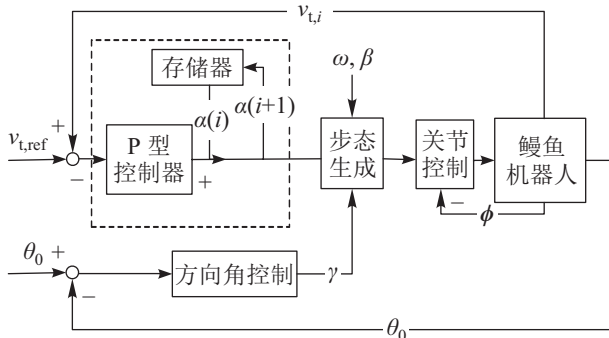 v_t,i
存储器
ω, β
α(i)
α(i+1)
v_t,ref
+
−
P 型
控制器
+
步态
生成
关节
控制
−
鳗鱼
机器人
ϕ
θ_0
+
−
方向角控制
γ
θ_0